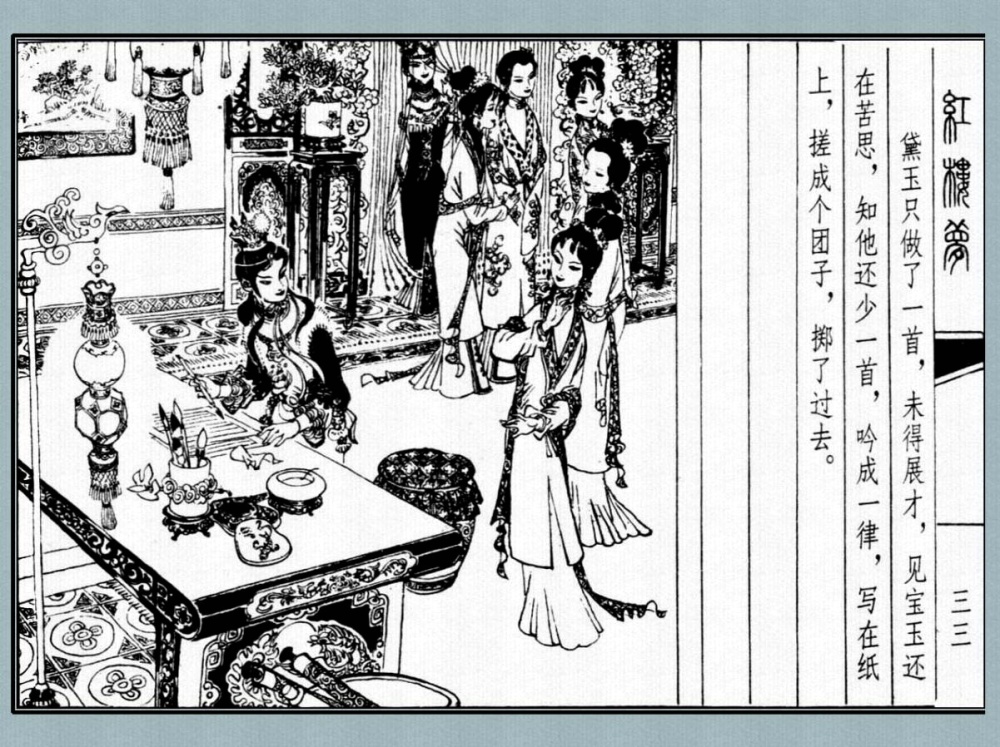 紅樓夢
三三
黛玉只做了一首，未得展才，见宝玉还
在苦思，知他还少一首，吟成一律，写在纸
上，搓成个团子，掷了过去。